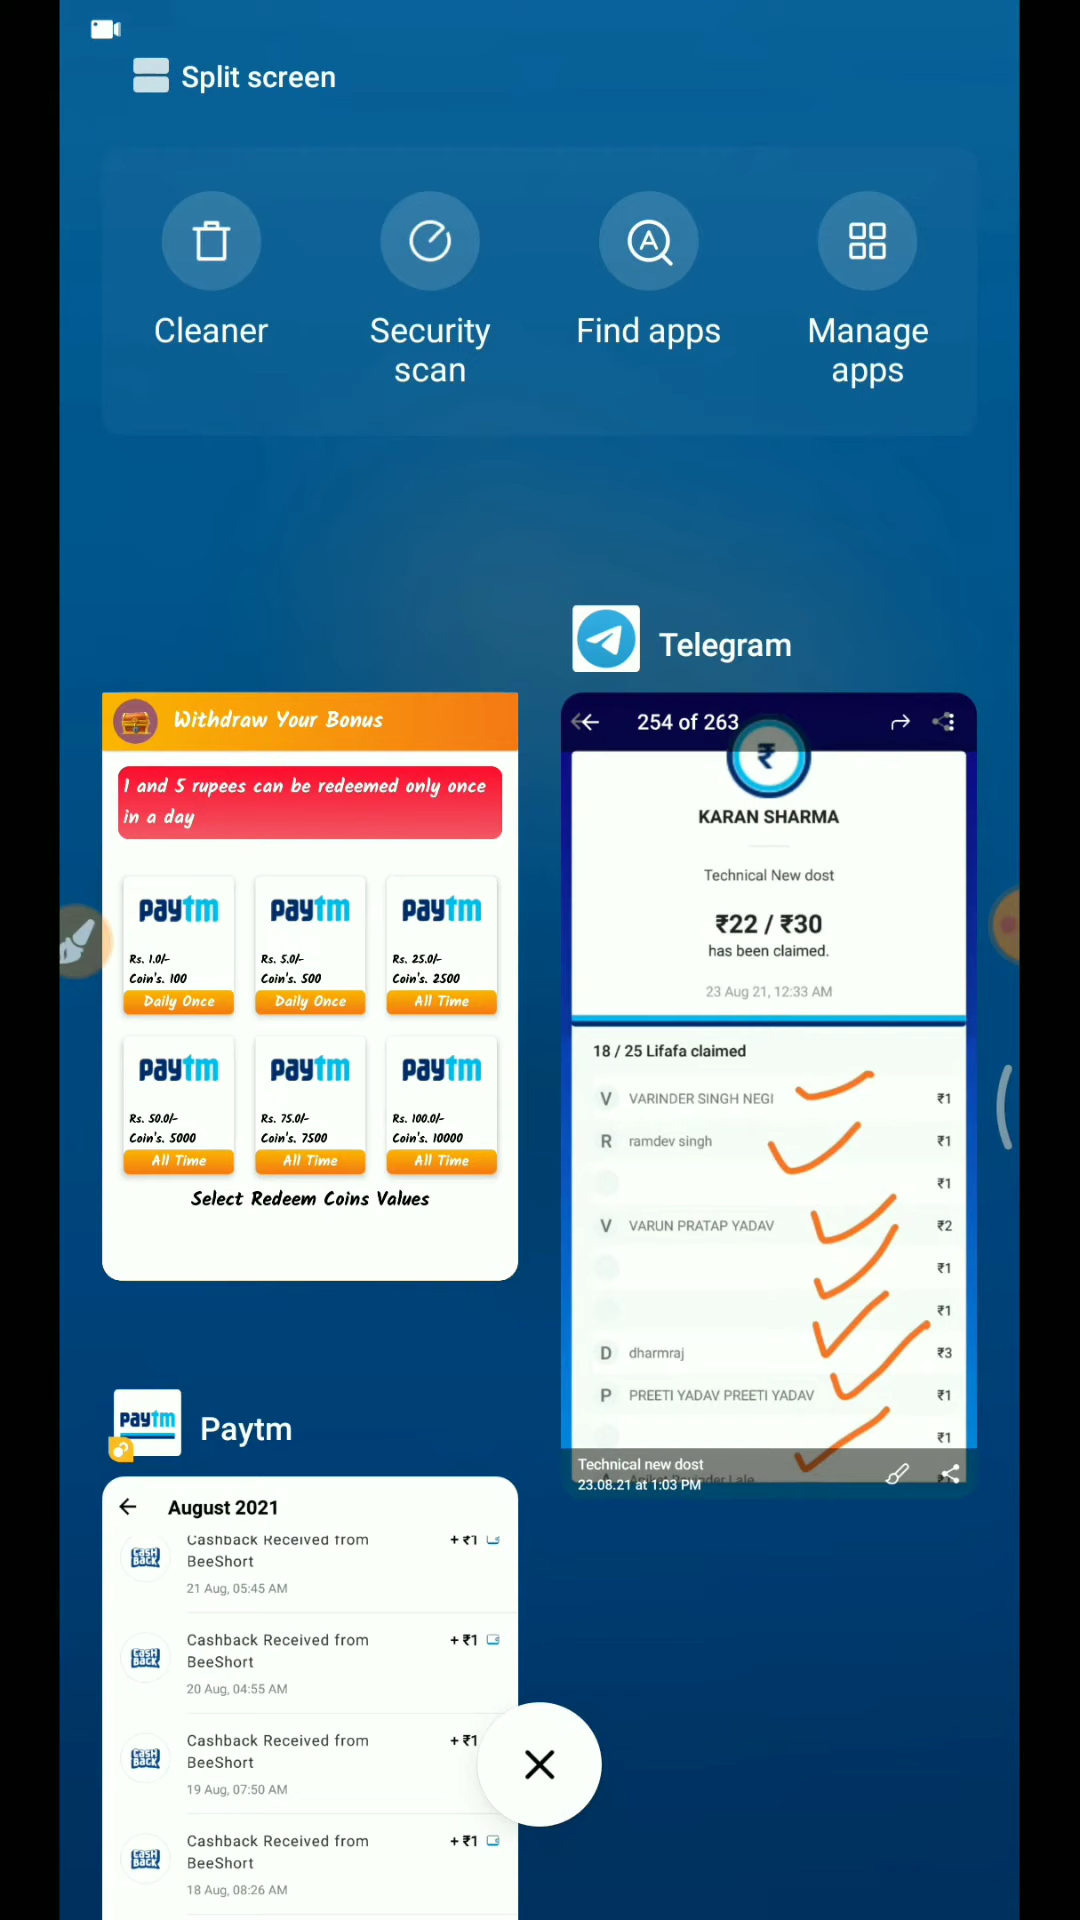 Split screen
Cleaner
Security
scan
Find apps
Manage
apps
Telegram
Withdraw Your Bonus
1 and 5 rupees can be redeemed only once
in a day
paytm
Rs. 1.0/-
Coin's. 100
Daily Once
paytm
Rs. 5.0/-
Coin's. 500
Daily Once
paytm
Rs. 25.0/-
Coin's. 2500
All Time
paytm
Rs. 50.0/-
Coin's. 5000
All Time
paytm
Rs. 75.0/-
Coin's. 7500
All Time
paytm
Rs. 100.0/-
Coin's. 10000
All Time
Select Redeem Coins Values
254 of 263
₹
KARAN SHARMA
Technical New dost
₹22 / ₹30
has been claimed.
23 Aug 21, 12:33 AM
18 / 25 Lifafa claimed
V VARINDER SINGH NEGI ₹1
R ramdev singh ₹1
₹1
V VARUN PRATAP YADAV ₹2
₹1
₹1
D dharmraj ₹3
P PREETI YADAV PREETI YADAV ₹1
₹1
Technical new dost
23.08.21 at 1:03 PM
paytm
Paytm
August 2021
CASH BACK
Cashback Received from + ₹1
BeeShort
21 Aug, 05:45 AM
CASH BACK
Cashback Received from + ₹1
BeeShort
20 Aug, 04:55 AM
CASH BACK
Cashback Received from + ₹1
BeeShort
19 Aug, 07:50 AM
CASH BACK
Cashback Received from + ₹1
BeeShort
18 Aug, 08:26 AM